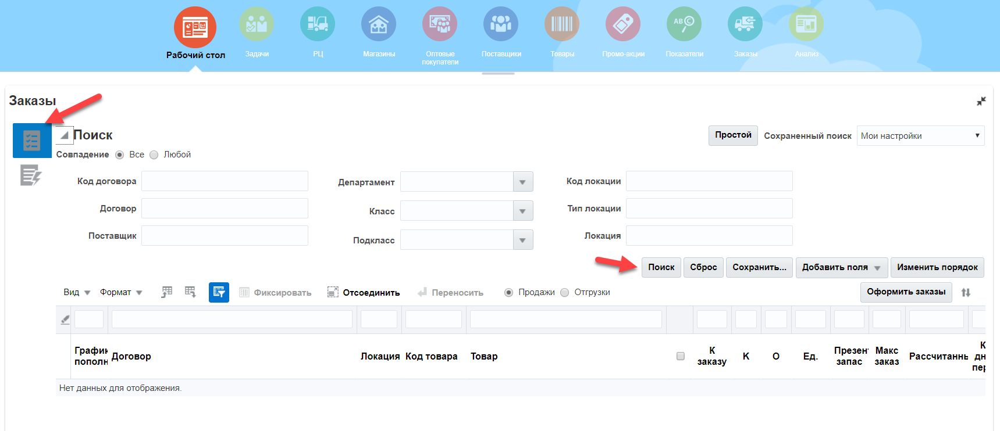 Рабочий стол
Задачи
РЦ
Магазины
Оптовые
покупатели
Поставщики
Товары
Промо-акции
АВ С
Показатели
Заказы
Анализ
Заказы
Поиск
Простой
Сохраненный поиск
Мои настройки
Совпадение Все Любой
Код договора
Департамент
Код локации
Договор
Класс
Тип локации
Поставщик
Подкласс
Локация
Поиск
Сброс
Сохранить...
Добавить поля
Изменить порядок
Вид
Формат
Фиксировать
Отсоединить
Переносить
Продажи
Отгрузки
Оформить заказы
График
пополн
Договор
Локация
Код товара
Товар
К
заказу
К
О
Ед.
Презен
запас
Макс
заказ
Рассчитанны
К
дн
пер
Нет данных для отображения.